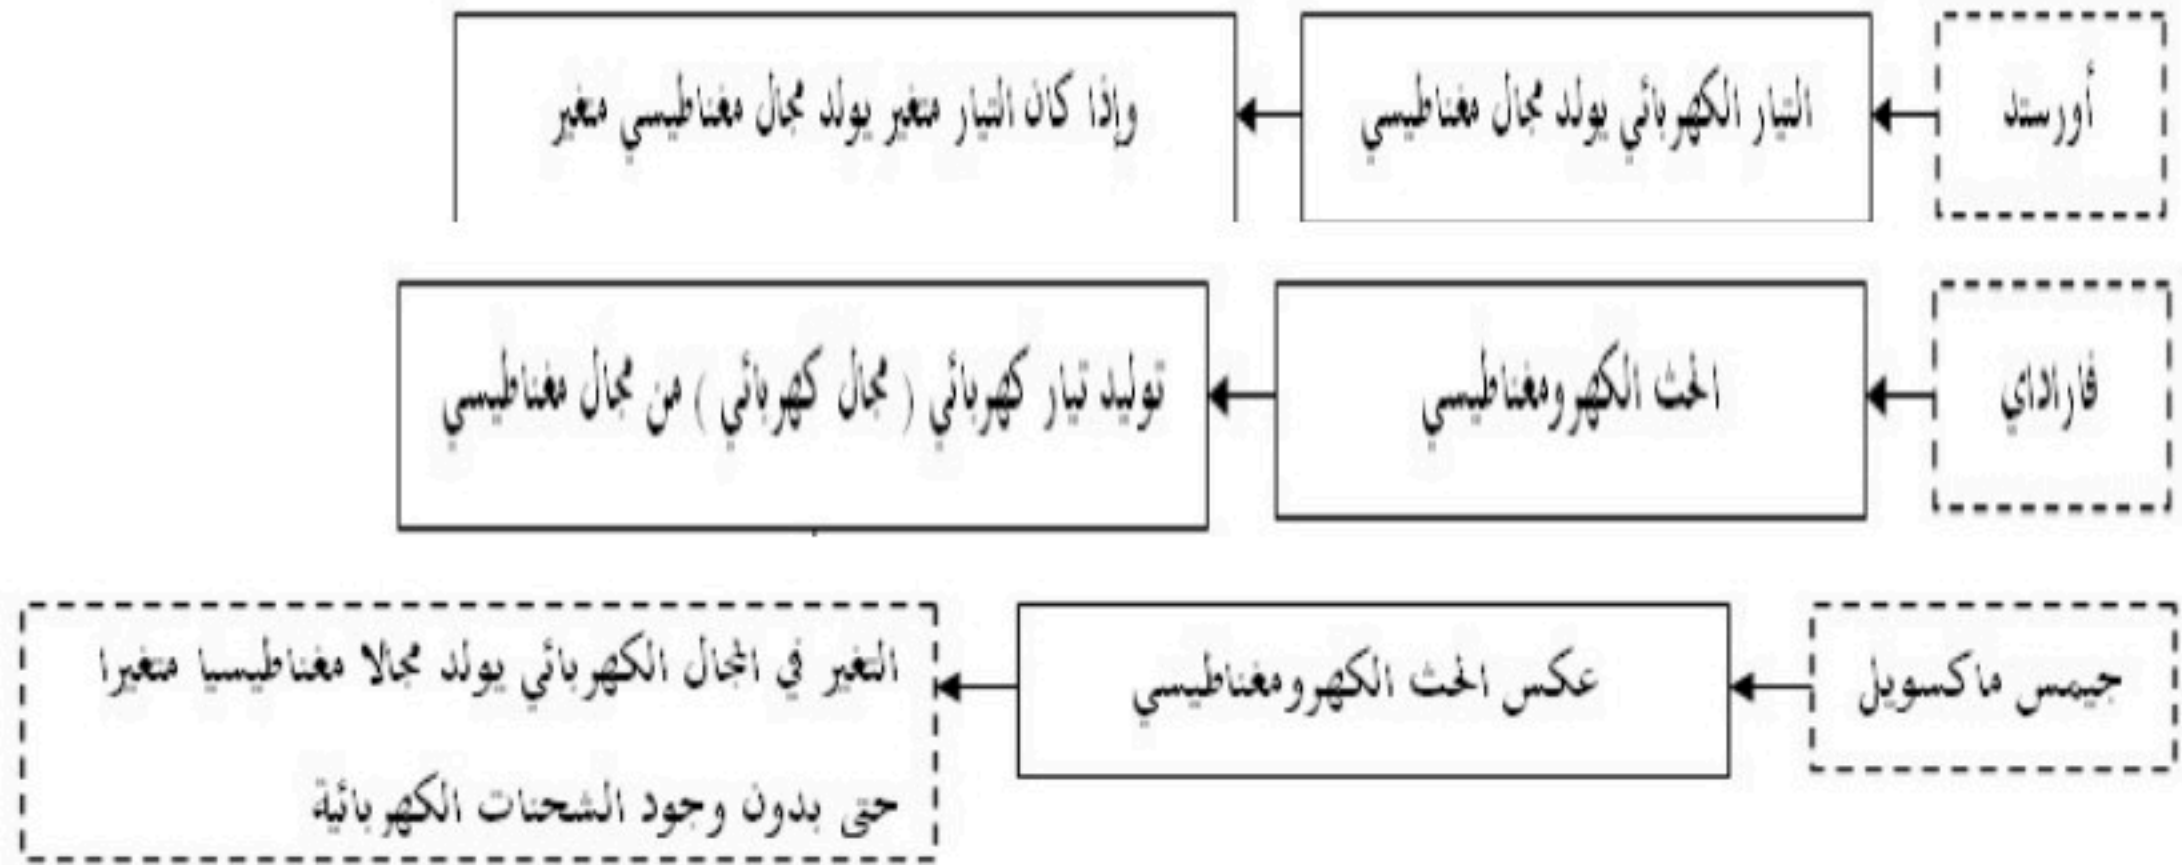 أورستد
التيار الكهربائي يولد مجال مغناطيسي
وإذا كان التيار متغير يولد مجال مغناطيسي متغير
فاراداي
الحث الكهرومغناطيسي
توليد تيار كهربائي ( مجال كهربائي ) من مجال مغناطيسي
جيمس ماكسويل
عكس الحث الكهرومغناطيسي
التغير في المجال الكهربائي يولد مجالا مغناطيسيا متغيرا
حتى بدون وجود الشحنات الكهربائية